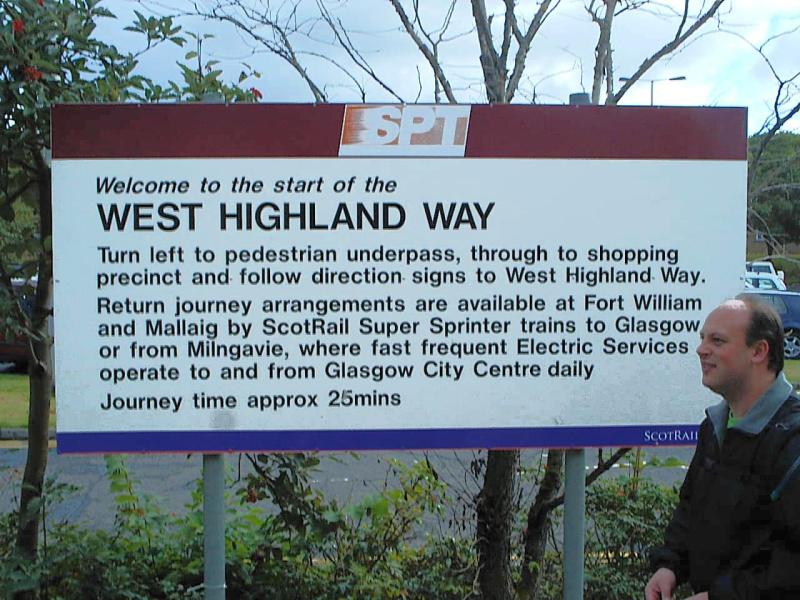 SPT
Welcome to the start of the
WEST HIGHLAND WAY
Turn left to pedestrian underpass, through to shopping
precinct and follow direction signs to West Highland Way.
Return journey arrangements are available at Fort William
and Mallaig by ScotRail Super Sprinter trains to Glasgow
or from Milngavie, where fast frequent Electric Services
operate to and from Glasgow City Centre daily
Journey time approx 25mins
SCOTRAIL